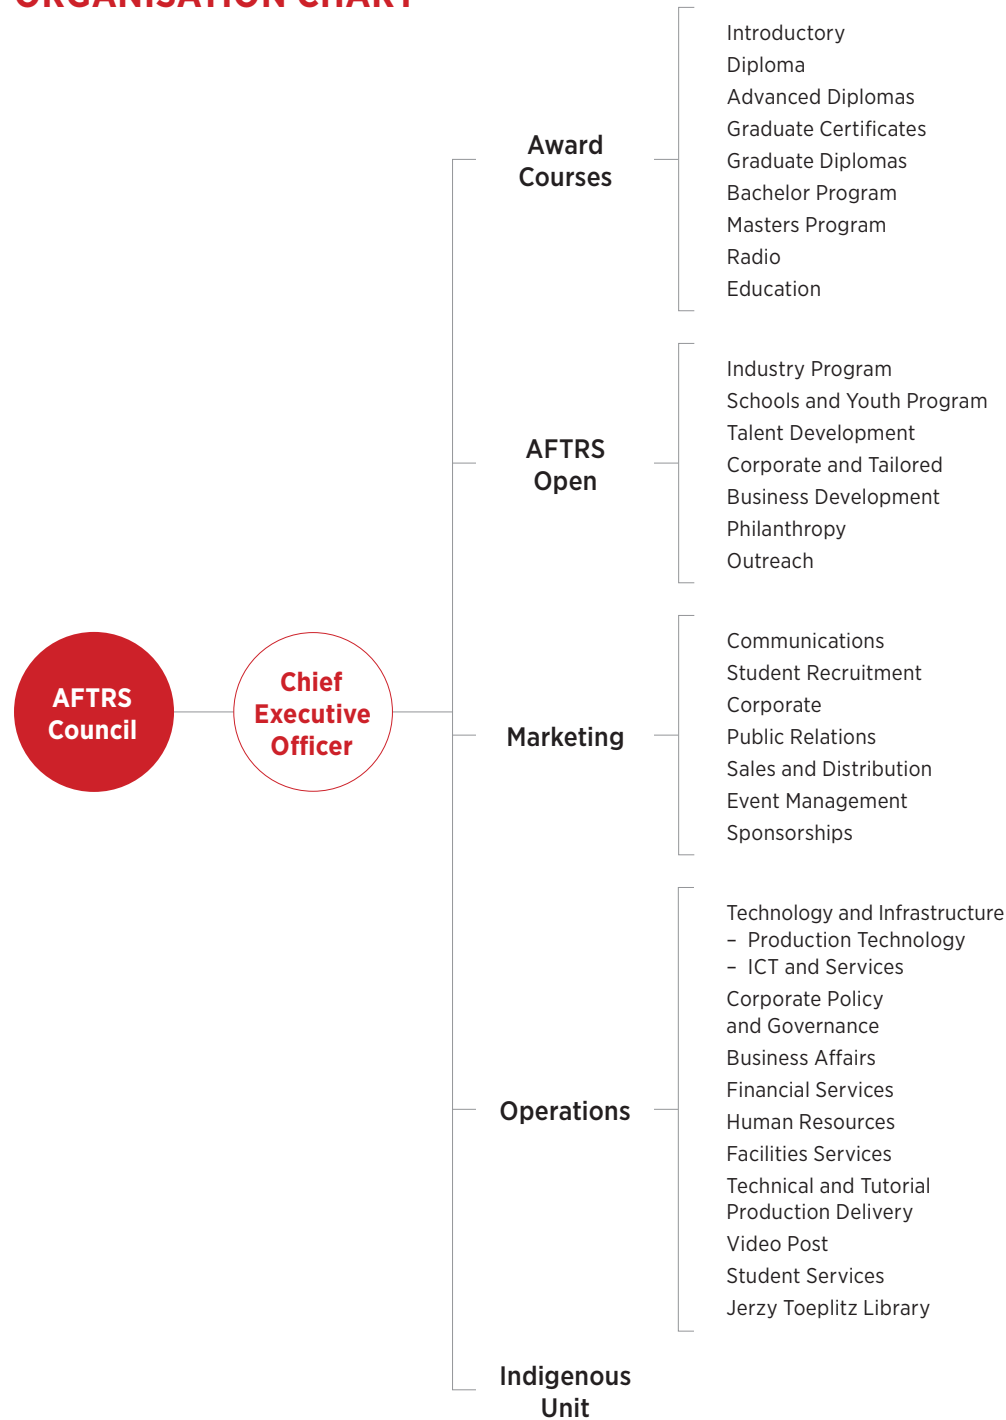 ORGANISATION CHART
AFTRS
Council
Chief
Executive
Officer
Award
Courses
Introductory
Diploma
Advanced Diplomas
Graduate Certificates
Graduate Diplomas
Bachelor Program
Masters Program
Radio
Education
AFTRS
Open
Industry Program
Schools and Youth Program
Talent Development
Corporate and Tailored
Business Development
Philanthropy
Outreach
Marketing
Communications
Student Recruitment
Corporate
Public Relations
Sales and Distribution
Event Management
Sponsorships
Operations
Technology and Infrastructure
– Production Technology
– ICT and Services
Corporate Policy
and Governance
Business Affairs
Financial Services
Human Resources
Facilities Services
Technical and Tutorial
Production Delivery
Video Post
Student Services
Jerzy Toeplitz Library
Indigenous
Unit